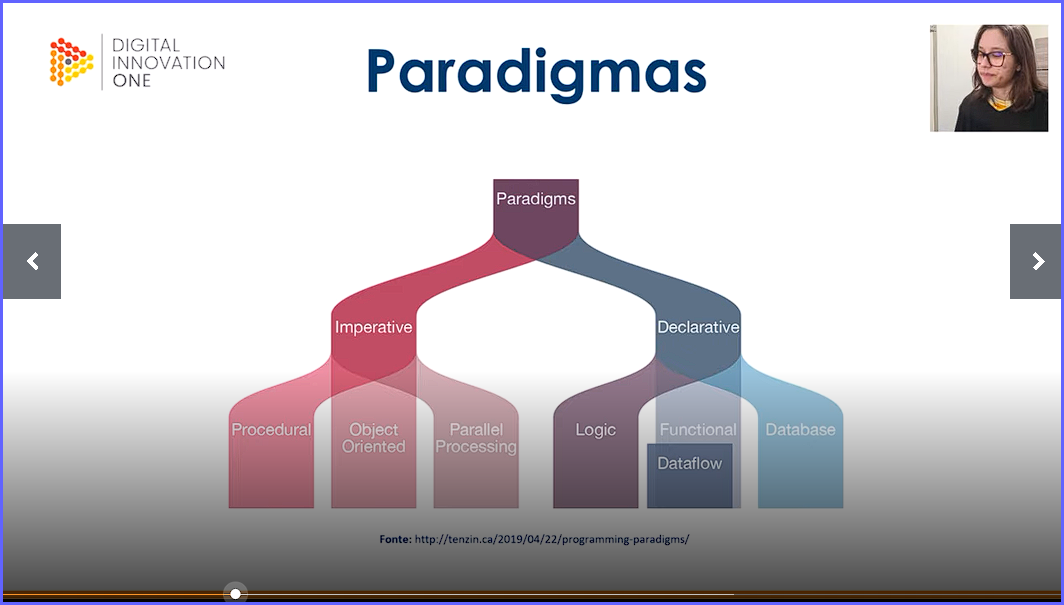 DIGITAL
INNOVATION
ONE
Paradigmas
Paradigms
Imperative
Declarative
Procedural
Object
Oriented
Parallel
Processing
Logic
Functional
Dataflow
Database
Fonte: http://tenzin.ca/2019/04/22/programming-paradigms/